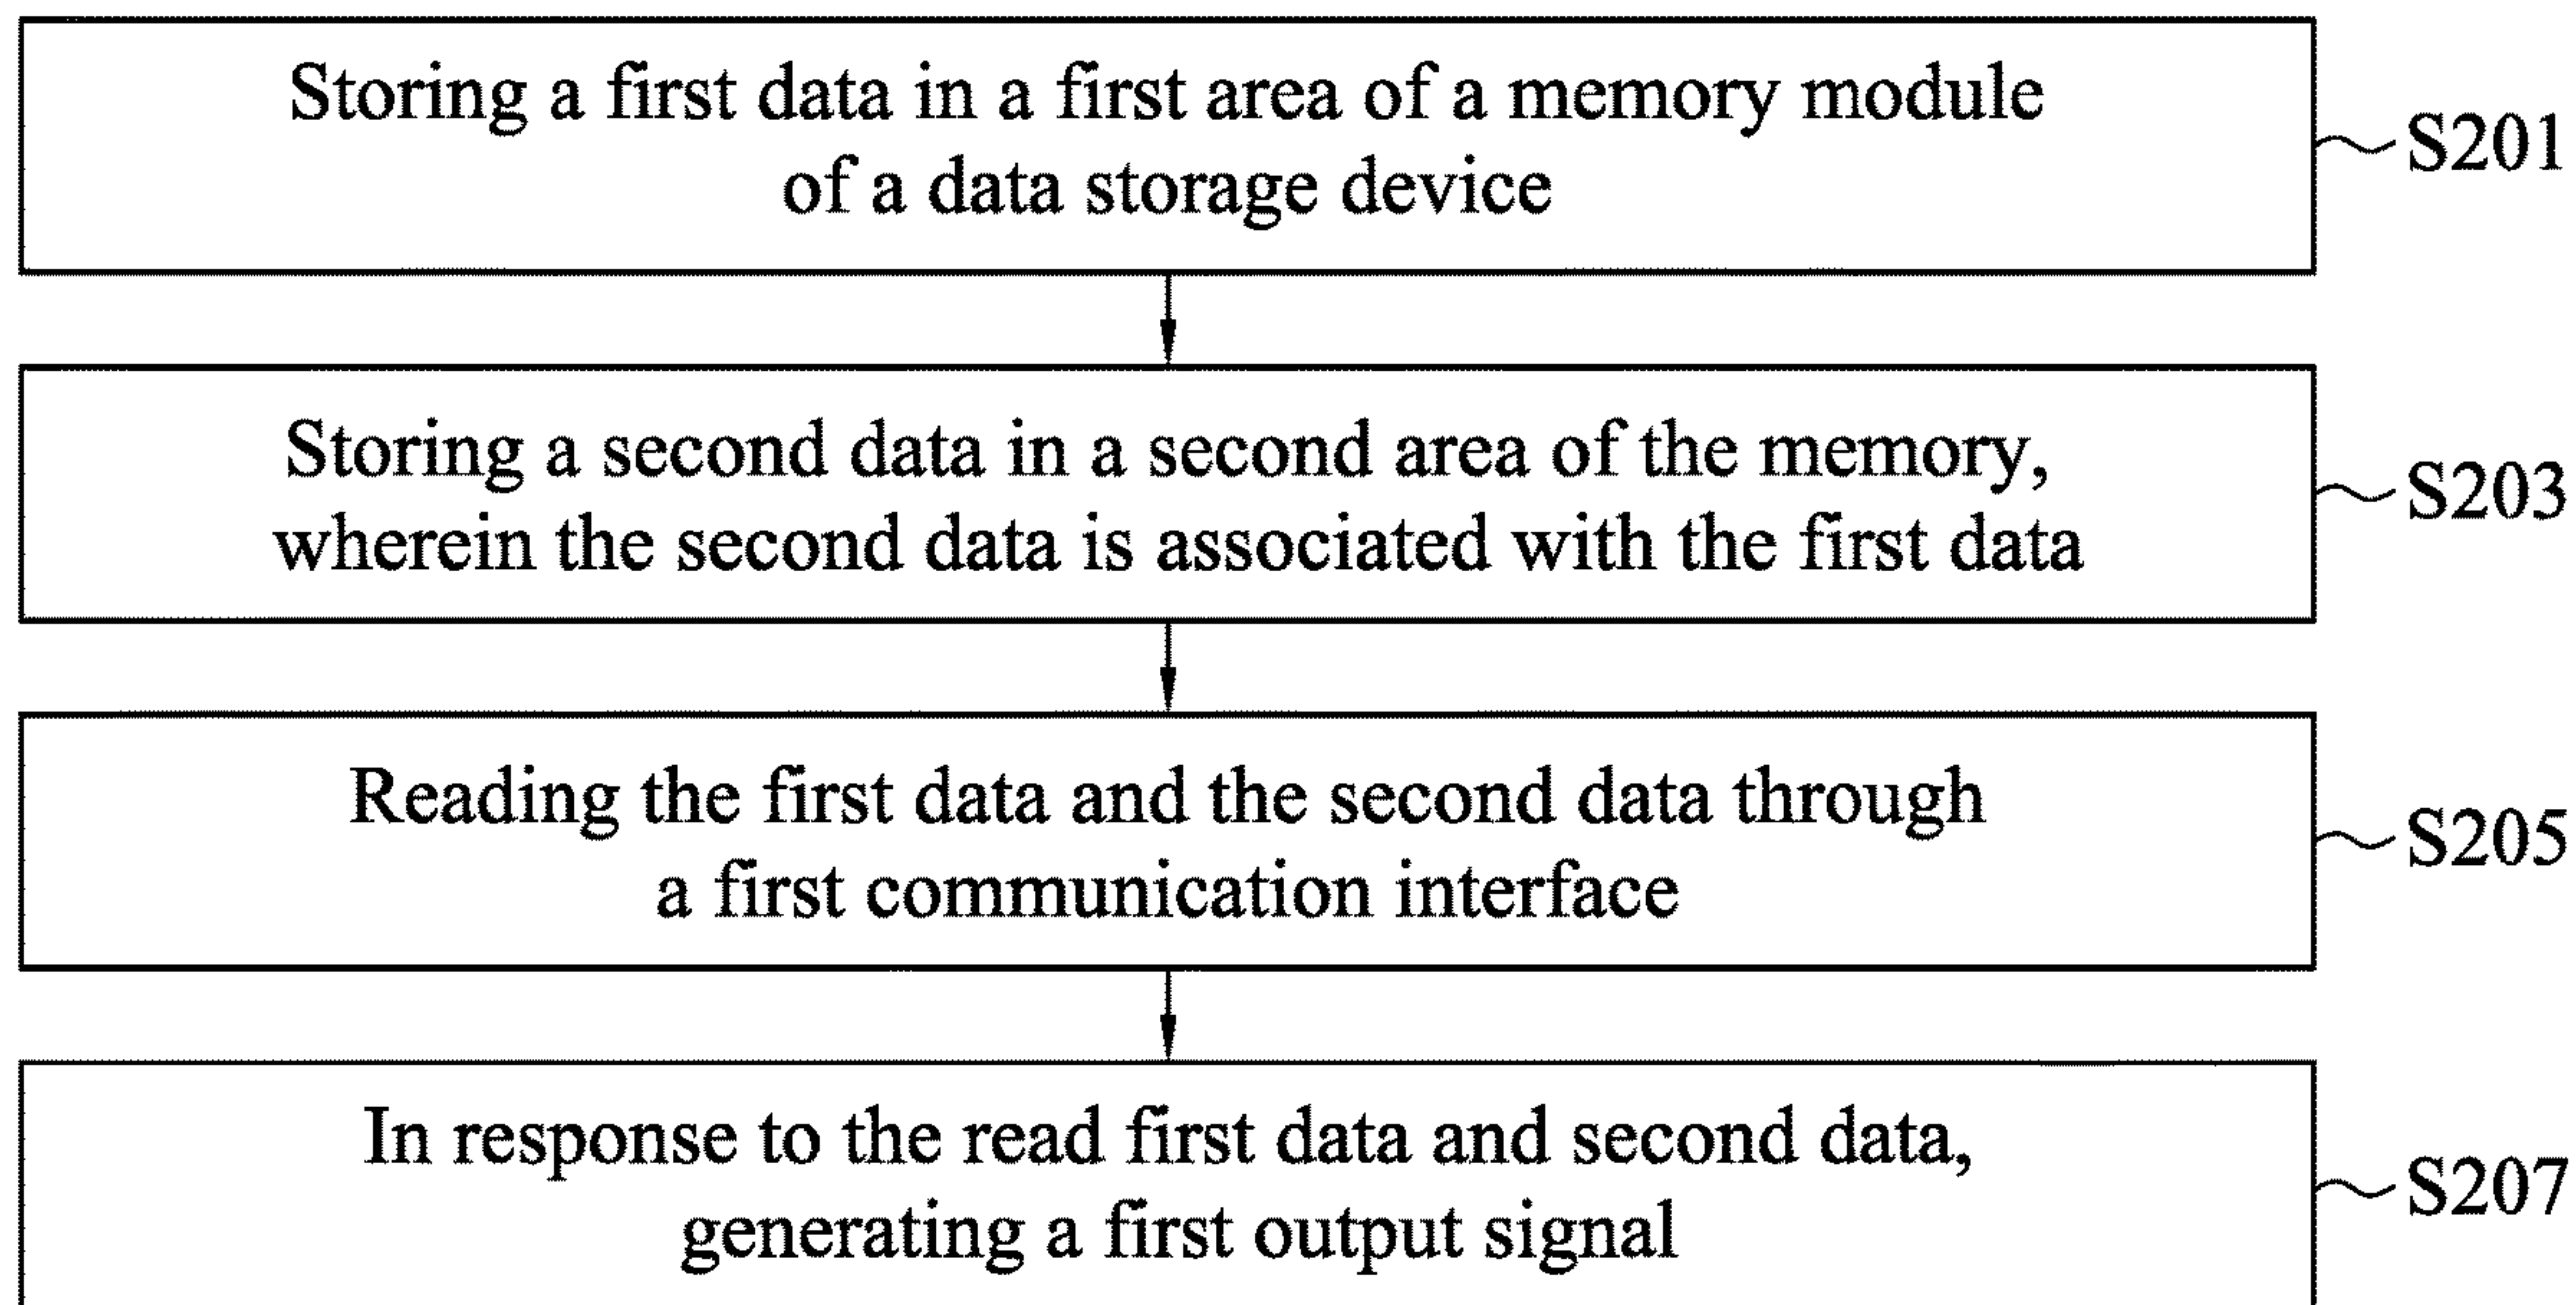 Storing a first data in a first area of a memory module
of a data storage device
S201
Storing a second data in a second area of the memory,
wherein the second data is associated with the first data
S203
Reading the first data and the second data through
a first communication interface
S205
In response to the read first data and second data,
generating a first output signal
S207